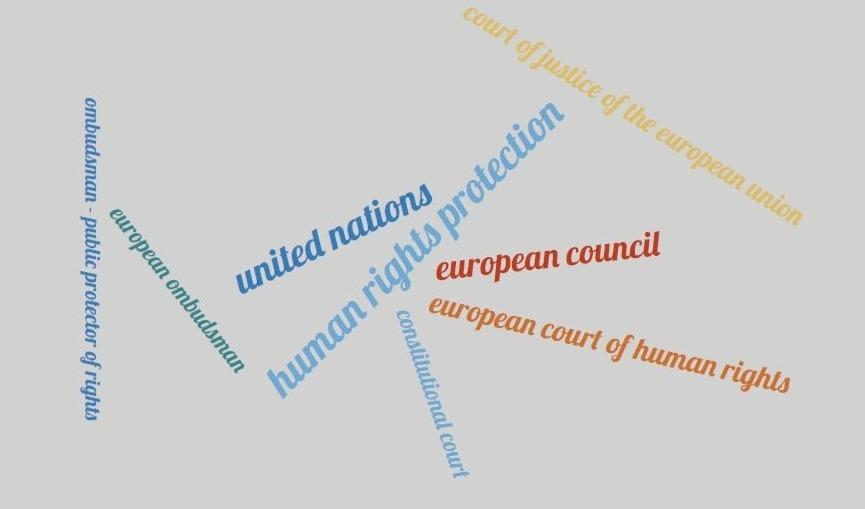 court of justice of the european union
human rights protection
ombudsman - public protector of rights
united nations
european ombudsman
european council
european court of human rights
constitutional court